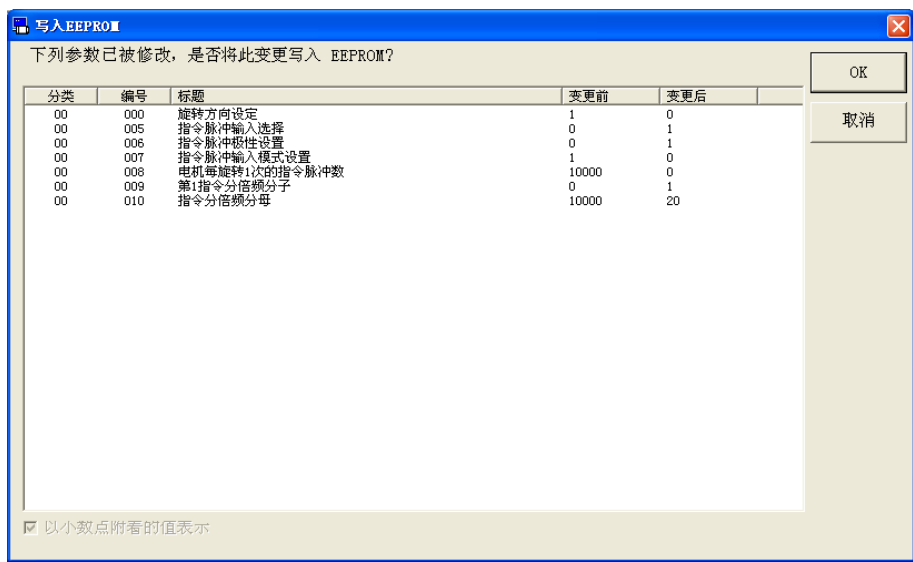 写入EEPROM
下列参数已被修改，是否将此变更写入 EEPROM?
OK
取消
分类 编号 标题 变更前 变更后
00 000 旋转方向设定 1 0
00 005 指令脉冲输入选择 0 1
00 006 指令脉冲极性设置 0 1
00 007 指令脉冲输入模式设置 1 0
00 008 电机每旋转1次的指令脉冲数 10000 0
00 009 第1指令分倍频分子 0 1
00 010 指令分倍频分母 10000 20
以小数点附着的值表示